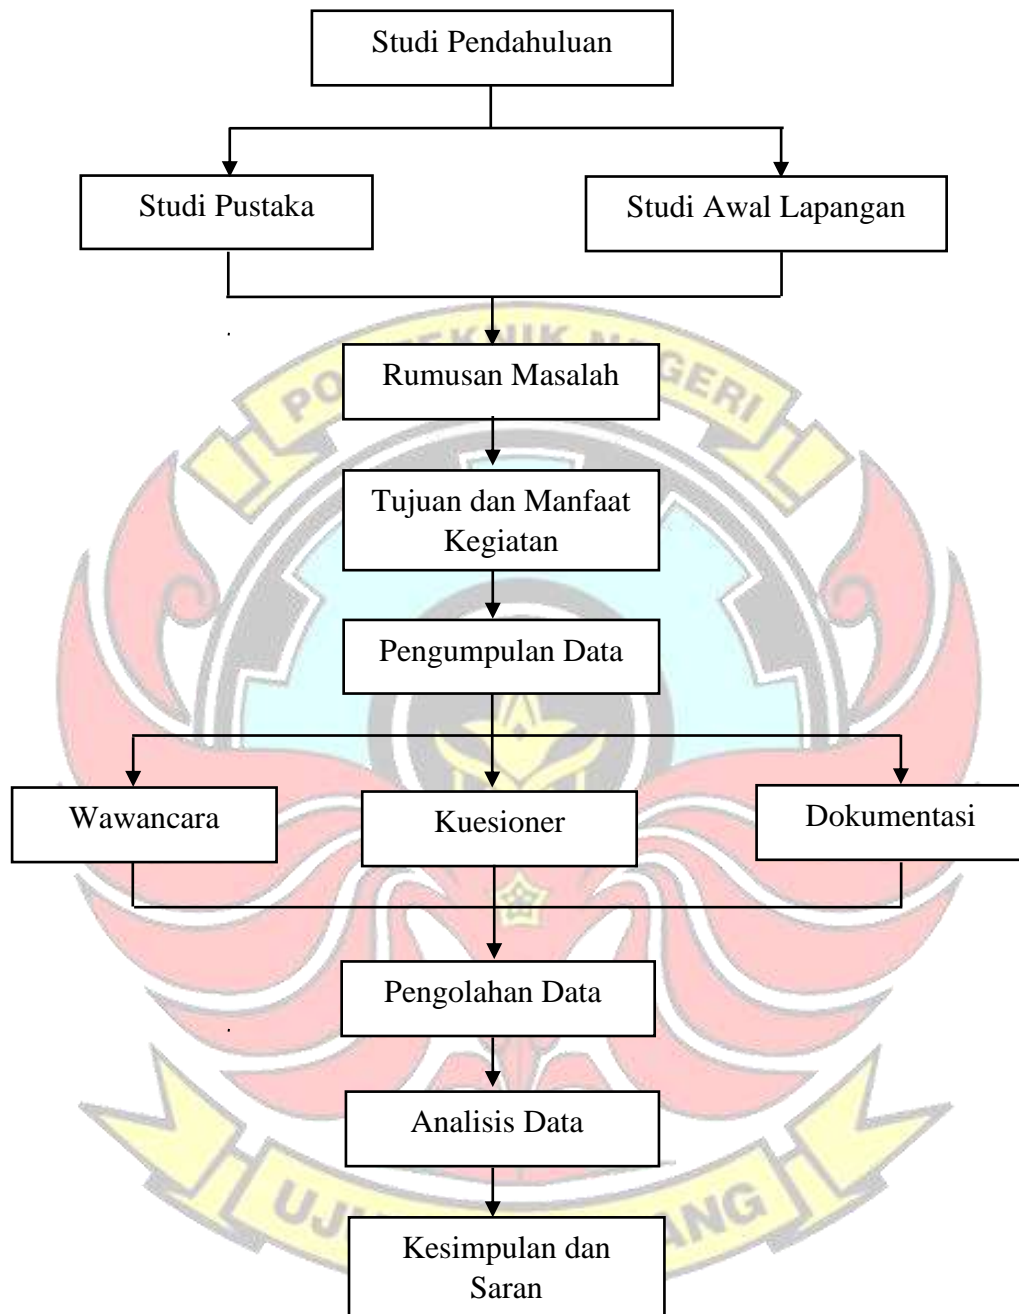 Studi Pendahuluan
Studi Pustaka
Studi Awal Lapangan
Rumusan Masalah
Tujuan dan Manfaat
Kegiatan
Pengumpulan Data
Wawancara
Kuesioner
Dokumentasi
Pengolahan Data
Analisis Data
Kesimpulan dan
Saran